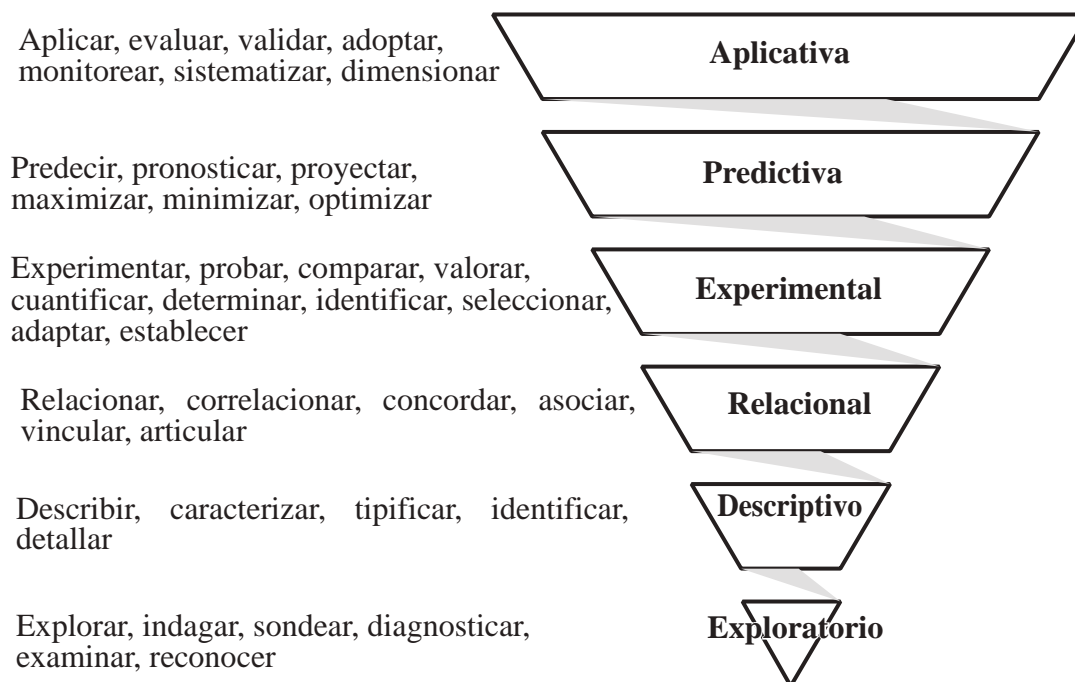 Aplicar, evaluar, validar, adoptar,
monitorear, sistematizar, dimensionar
Aplicativa
Predecir, pronosticar, proyectar,
maximizar, minimizar, optimizar
Predictiva
Experimentar, probar, comparar, valorar,
cuantificar, determinar, identificar, seleccionar,
adaptar, establecer
Experimental
Relacionar, correlacionar, concordar, asociar,
vincular, articular
Relacional
Describir, caracterizar, tipificar, identificar,
detallar
Descriptivo
Explorar, indagar, sondear, diagnosticar,
examinar, reconocer
Exploratorio